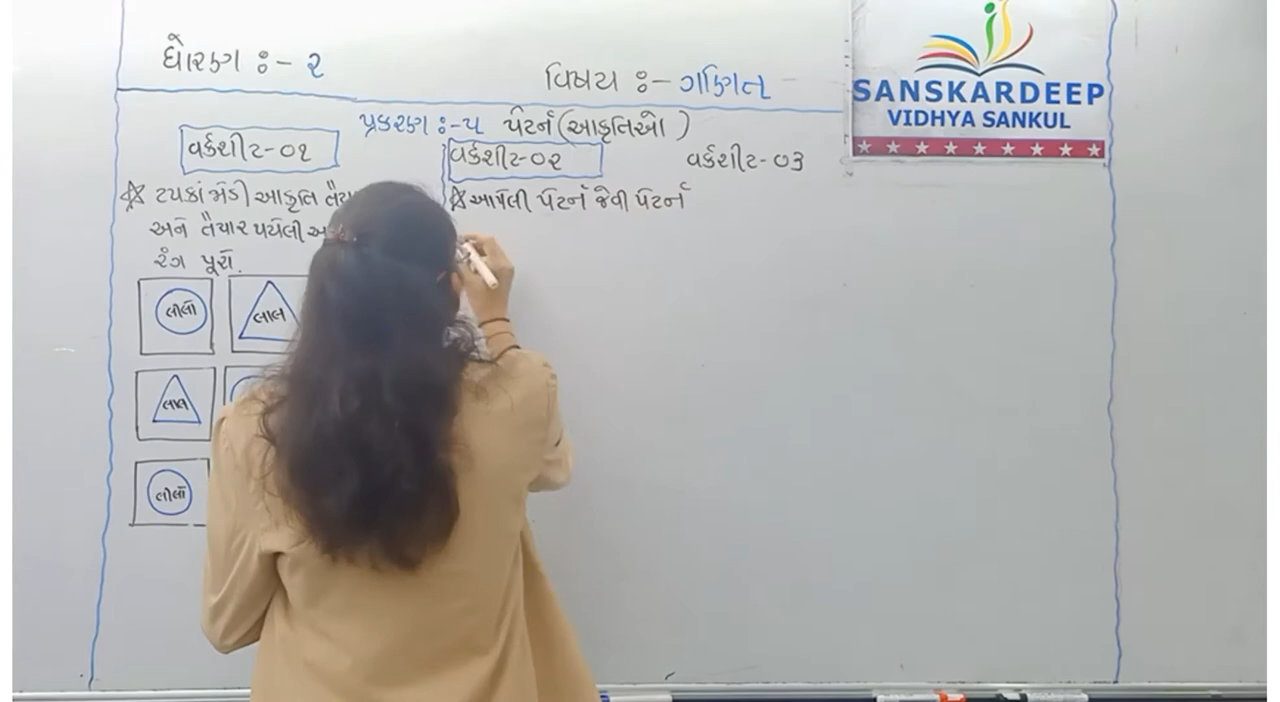 ધોરણ :- ૨
વિષય :- ગણિત
SANSKARDEEP
VIDHYA SANKUL
પ્રકરણ :- ૫ પેટર્ન (આકૃતિઓ)
વર્કશીટ-૦૧
વર્કશીટ-૦૨
વર્કશીટ-૦૩
ટપકાં જોડી આકૃતિ
અને તૈયાર થયેલી
રંગ પૂરો.
આપેલી પેટર્ન જેવી પેટર્ન
લીલો
લાલ
લાલ
લીલો